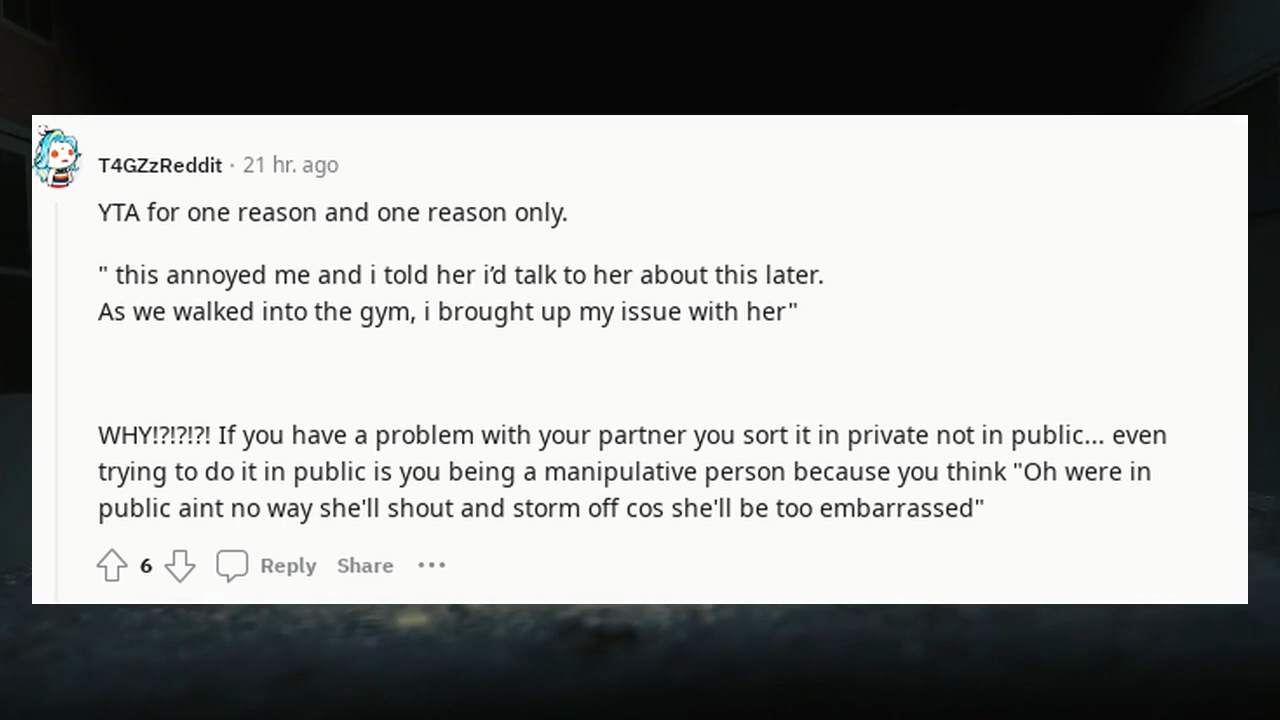 T4GZzReddit · 21 hr. ago
YTA for one reason and one reason only.
" this annoyed me and i told her i'd talk to her about this later.
As we walked into the gym, i brought up my issue with her"
WHY!?!?!?! If you have a problem with your partner you sort it in private not in public... even
trying to do it in public is you being a manipulative person because you think "Oh were in
public aint no way she'll shout and storm off cos she'll be too embarrassed"
6 Reply Share